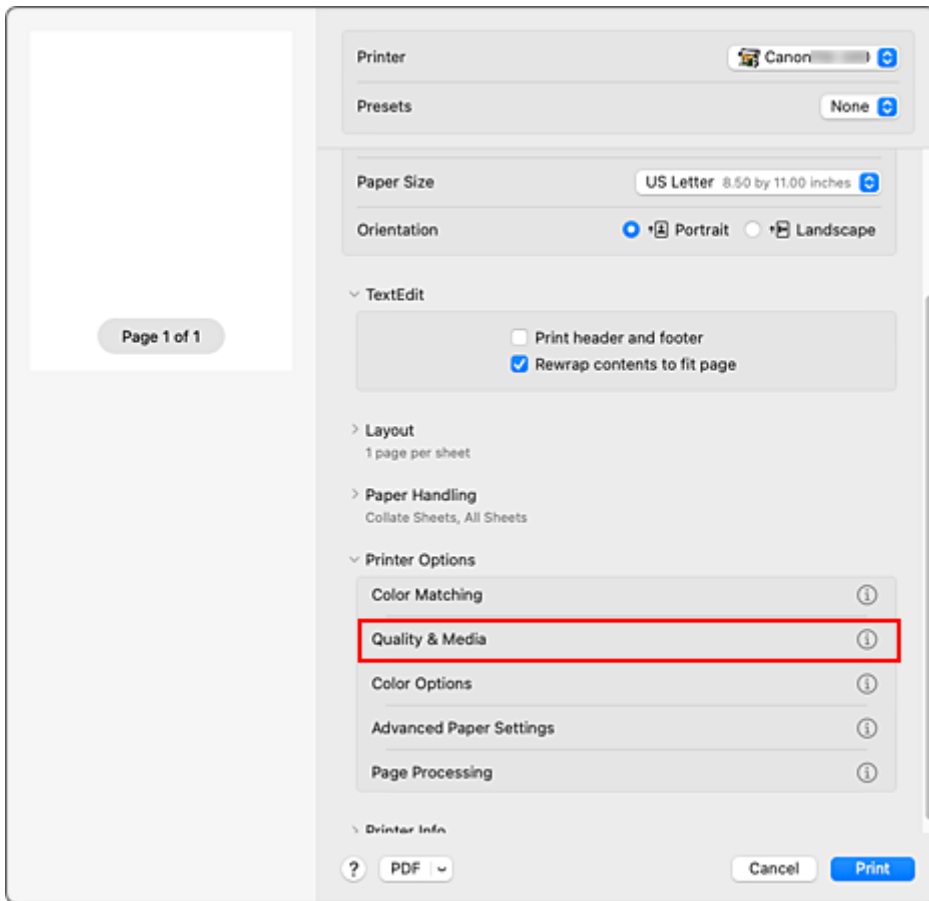 Printer
Canon
Presets
None
Paper Size
US Letter 8.50 by 11.00 inches
Orientation
Portrait
Landscape
TextEdit
Print header and footer
Rewrap contents to fit page
Page 1 of 1
Layout
1 page per sheet
Paper Handling
Collate Sheets, All Sheets
Printer Options
Color Matching
Quality & Media
Color Options
Advanced Paper Settings
Page Processing
Printer Info
? PDF
Cancel
Print